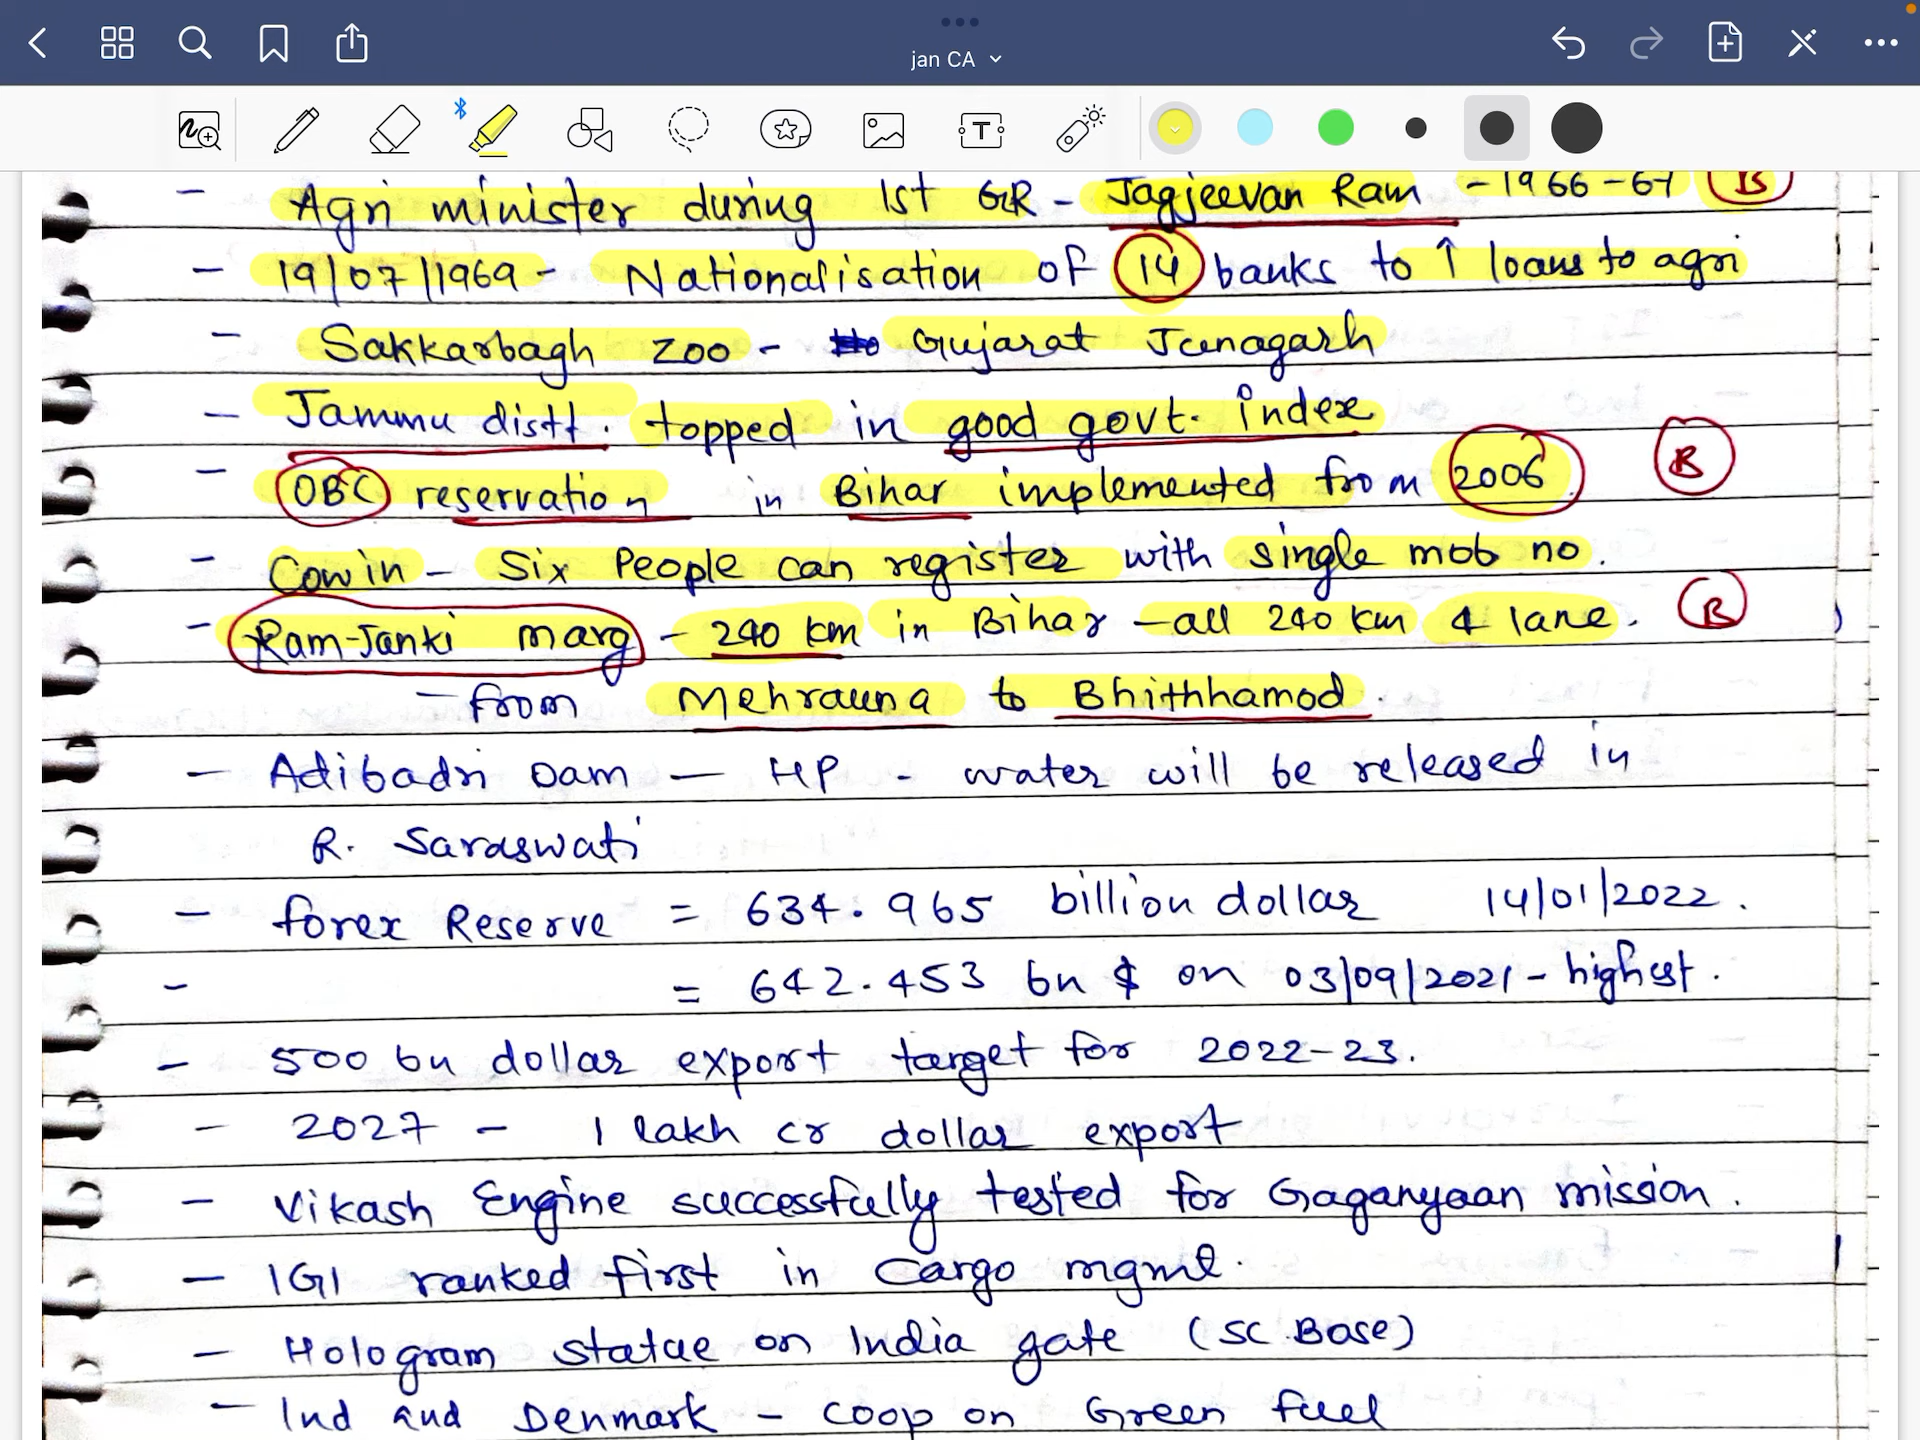 jan CA
T
- Agri minister during 1st GR - Jagjeevan Ram - 1966-67 B
- 19/07/1969 - Nationalisation of 14 banks to ↑ loans to agri
- Sakkarbagh zoo - Gujarat Junagarh
- Jammu distt. topped in good govt. index
- OBC reservation in Bihar implemented from 2006. B
- Cowin - Six People can register with single mob no.
- Ram-Janki marg - 240 km in Bihar - all 240 km 4 lane. B
- from Mehrauna to Bhithhamod.
- Adibadri Dam - HP - water will be released in
R. Saraswati
- forex Reserve = 634.965 billion dollar 14/01/2022.
- = 642.453 bn $ on 03/09/2021 - highest.
- 500 bn dollar export target for 2022-23.
- 2027 - 1 lakh cr dollar export
- Vikash Engine successfully tested for Gaganyaan mission.
- IGI ranked first in Cargo mgmt.
- Hologram statue on India gate (SC Bose)
- Ind and Denmark - coop on Green fuel